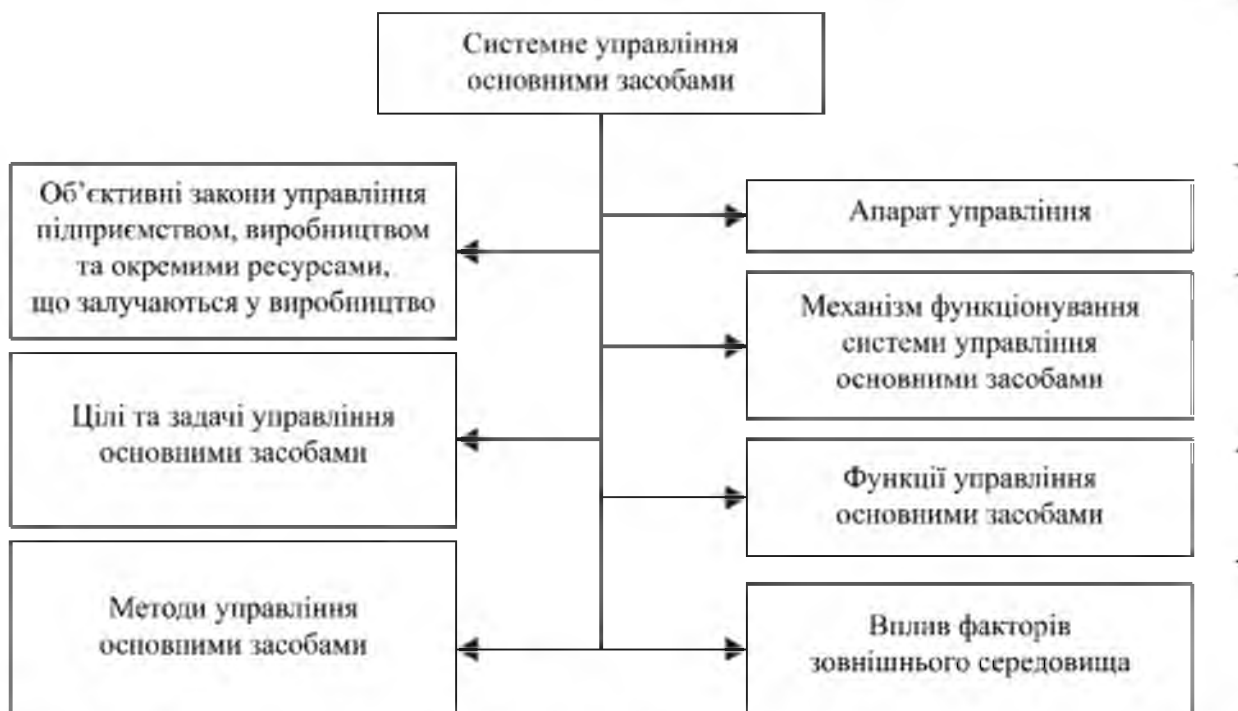 Системне управління
основними засобами
Об’єктивні закони управління
підприємством, виробництвом
та окремими ресурсами,
що залучаються у виробництво
Цілі та задачі управління
основними засобами
Методи управління
основними засобами
Апарат управління
Механізм функціонування
системи управління
основними засобами
Функції управління
основними засобами
Вплив факторів
зовнішнього середовища